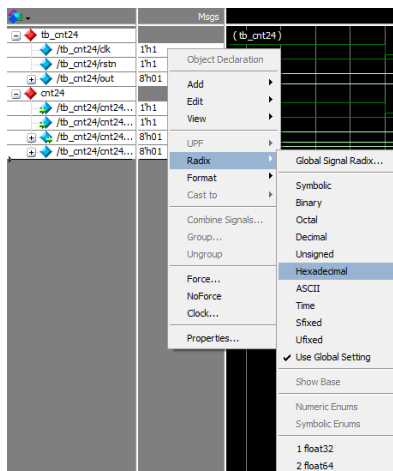 Msgs
tb_cnt24
( tb_cnt24 )
/tb_cnt24/clk 1'h1
/tb_cnt24/rstn 1'h1
/tb_cnt24/out 8'h01
cnt24
/tb_cnt24/cnt24... 1'h1
/tb_cnt24/cnt24... 1'h1
/tb_cnt24/cnt24... 8'h01
/tb_cnt24/cnt24... 8'h01
Object Declaration
Add
Edit
View
UPF
Radix
Format
Cast to
Combine Signals...
Group...
Ungroup
Force...
NoForce
Clock...
Properties...
Global Signal Radix...
Symbolic
Binary
Octal
Decimal
Unsigned
Hexadecimal
ASCII
Time
Sfixed
Ufixed
Use Global Setting
Show Base
Numeric Enums
Symbolic Enums
1 float32
2 float64